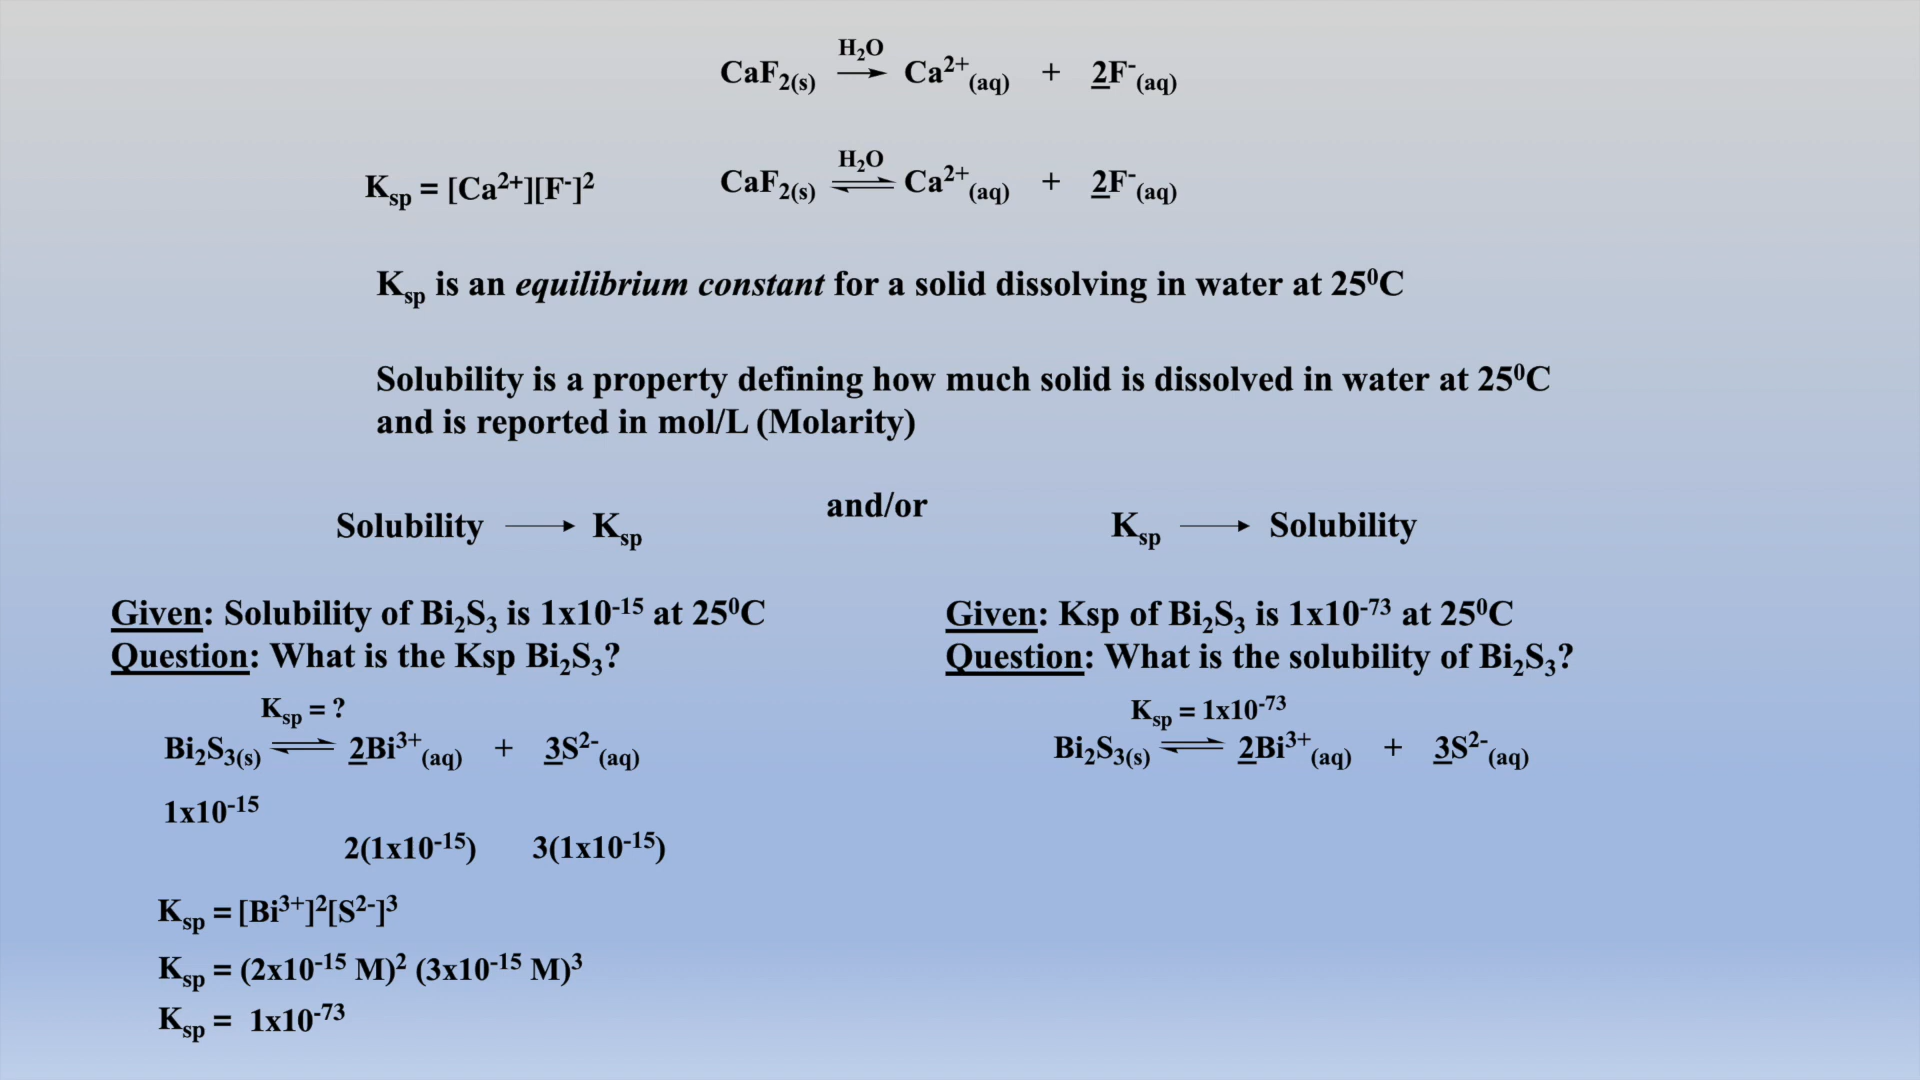 H₂O
CaF₂₍ₛ₎ ⟶ Ca²⁺(aq) + 2F⁻(aq)
H₂O
Ksp = [Ca²⁺][F⁻]² CaF₂₍ₛ₎ ⇌ Ca²⁺(aq) + 2F⁻(aq)
Ksp is an equilibrium constant for a solid dissolving in water at 25⁰C
Solubility is a property defining how much solid is dissolved in water at 25⁰C
and is reported in mol/L (Molarity)
and/or
Solubility ⟶ Ksp
Ksp ⟶ Solubility
Given: Solubility of Bi₂S₃ is 1x10⁻¹⁵ at 25⁰C
Question: What is the Ksp Bi₂S₃?
Ksp = ?
Bi₂S₃₍ₛ₎ ⇌ 2Bi³⁺(aq) + 3S²⁻(aq)
1x10⁻¹⁵
2(1x10⁻¹⁵) 3(1x10⁻¹⁵)
Ksp = [Bi³⁺]²[S²⁻]³
Ksp = (2x10⁻¹⁵ M)² (3x10⁻¹⁵ M)³
Ksp = 1x10⁻⁷³
Given: Ksp of Bi₂S₃ is 1x10⁻⁷³ at 25⁰C
Question: What is the solubility of Bi₂S₃?
Ksp = 1x10⁻⁷³
Bi₂S₃₍ₛ₎ ⇌ 2Bi³⁺(aq) + 3S²⁻(aq)